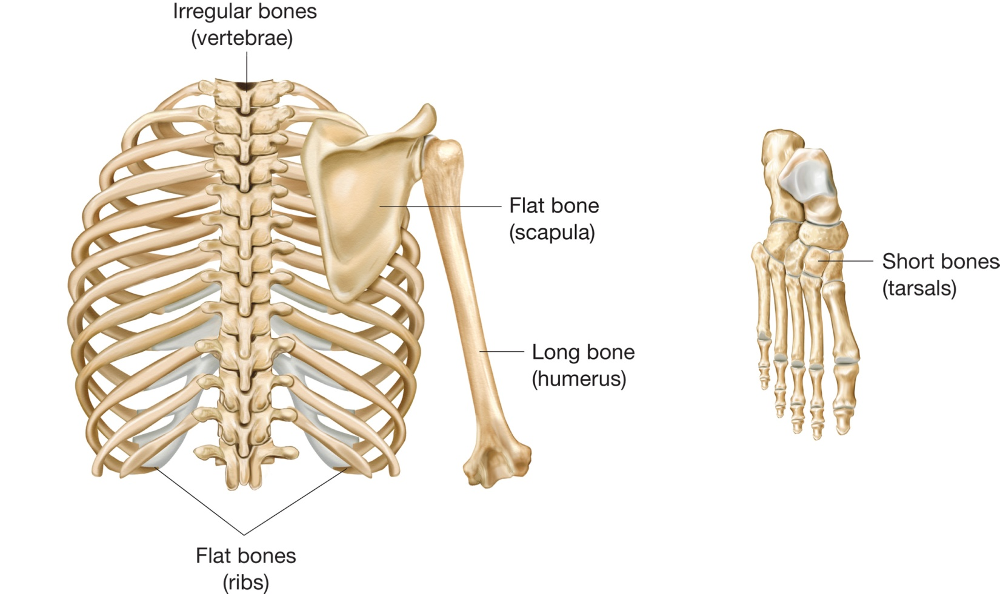 Irregular bones
(vertebrae)
Flat bone
(scapula)
Short bones
(tarsals)
Long bone
(humerus)
Flat bones
(ribs)